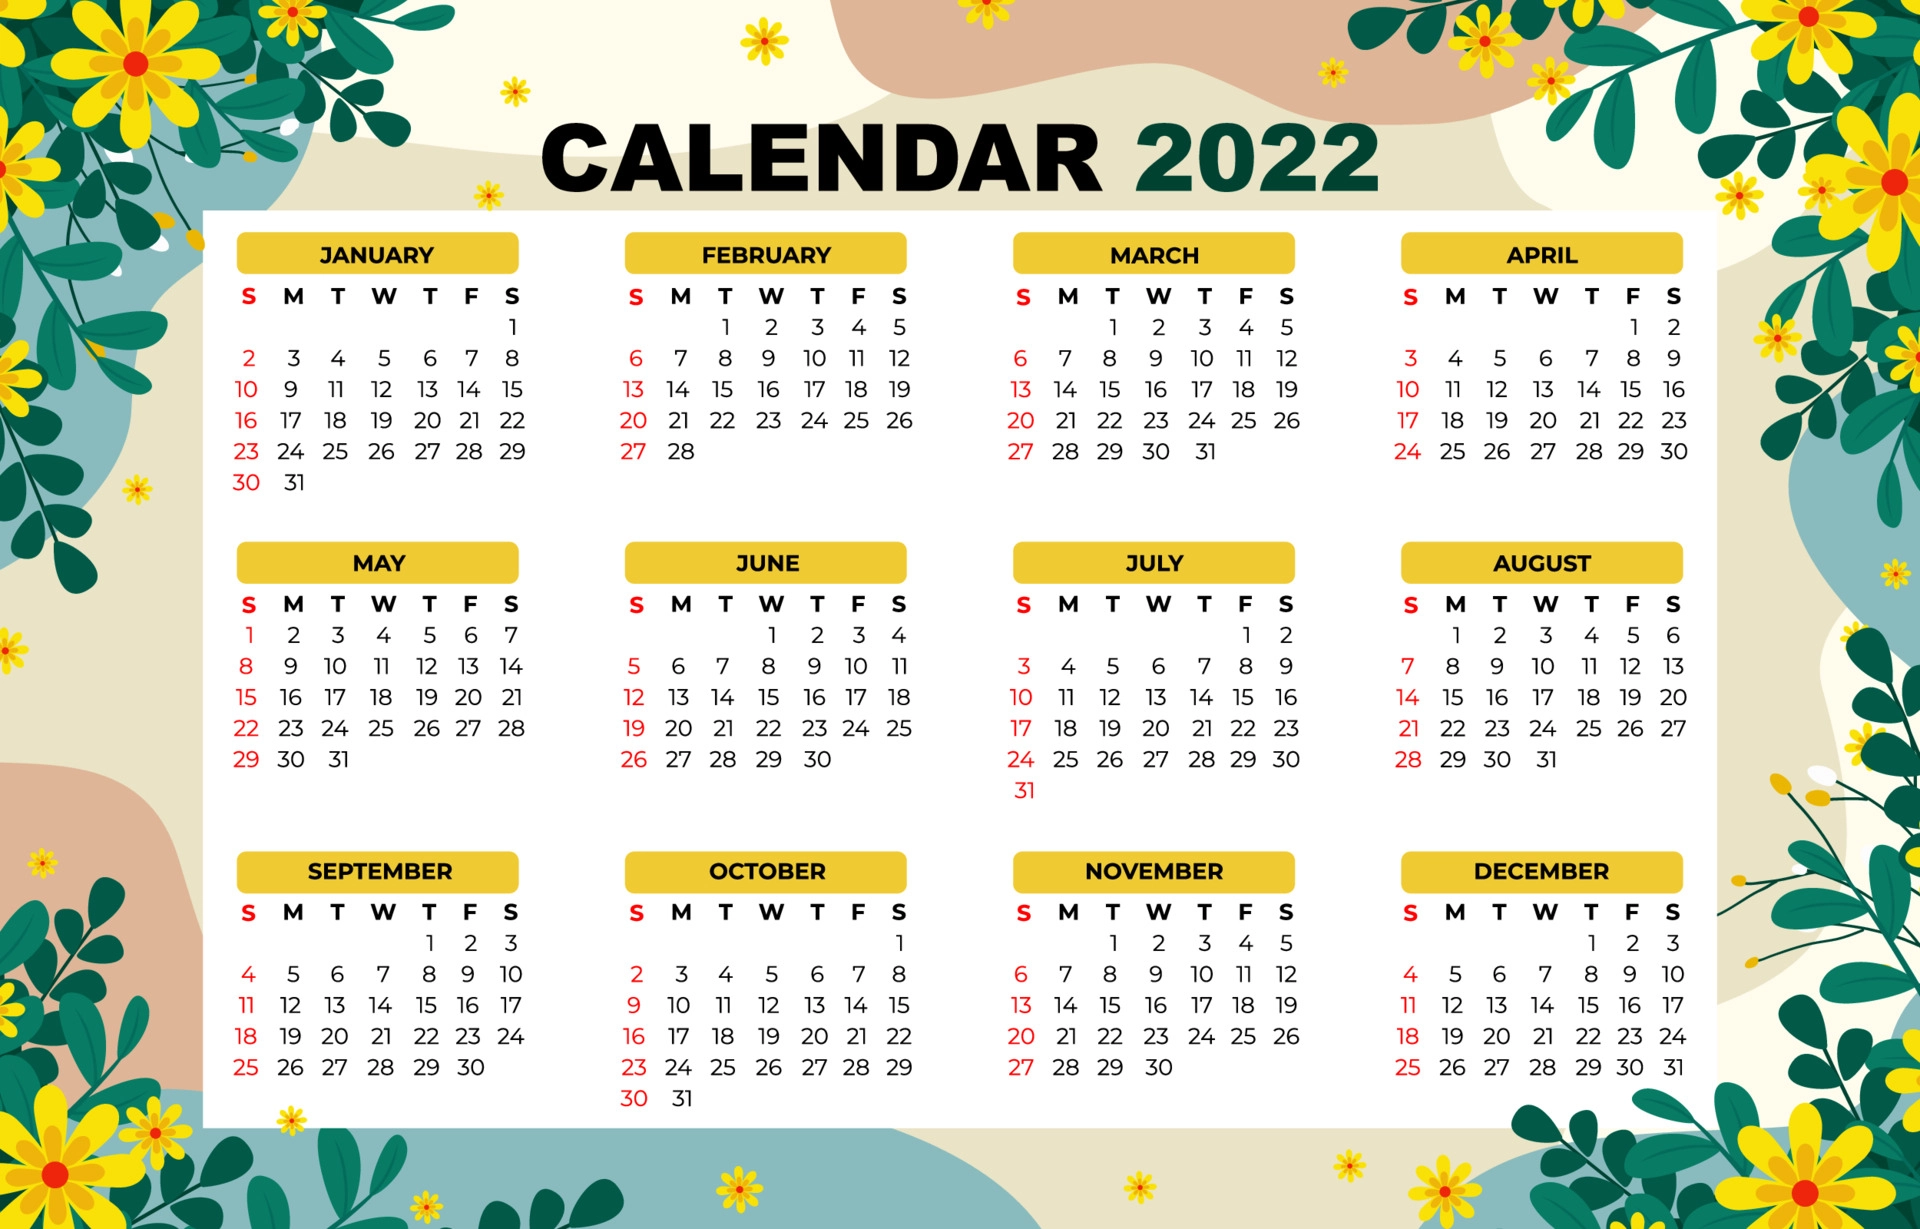 CALENDAR 2022
JANUARY
S M T W T F S
1
2 3 4 5 6 7 8
10 9 11 12 13 14 15
16 17 18 19 20 21 22
23 24 25 26 27 28 29
30 31
FEBRUARY
S M T W T F S
1 2 3 4 5
6 7 8 9 10 11 12
13 14 15 16 17 18 19
20 21 22 23 24 25 26
27 28
MARCH
S M T W T F S
1 2 3 4 5
6 7 8 9 10 11 12
13 14 15 16 17 18 19
20 21 22 23 24 25 26
27 28 29 30 31
APRIL
S M T W T F S
1 2
3 4 5 6 7 8 9
10 11 12 13 14 15 16
17 18 19 20 21 22 23
24 25 26 27 28 29 30
MAY
S M T W T F S
1 2 3 4 5 6 7
8 9 10 11 12 13 14
15 16 17 18 19 20 21
22 23 24 25 26 27 28
29 30 31
JUNE
S M T W T F S
1 2 3 4
5 6 7 8 9 10 11
12 13 14 15 16 17 18
19 20 21 22 23 24 25
26 27 28 29 30
JULY
S M T W T F S
1 2
3 4 5 6 7 8 9
10 11 12 13 14 15 16
17 18 19 20 21 22 23
24 25 26 27 28 29 30
31
AUGUST
S M T W T F S
1 2 3 4 5 6
7 8 9 10 11 12 13
14 15 16 17 18 19 20
21 22 23 24 25 26 27
28 29 30 31
SEPTEMBER
S M T W T F S
1 2 3
4 5 6 7 8 9 10
11 12 13 14 15 16 17
18 19 20 21 22 23 24
25 26 27 28 29 30
OCTOBER
S M T W T F S
1
2 3 4 5 6 7 8
9 10 11 12 13 14 15
16 17 18 19 20 21 22
23 24 25 26 27 28 29
30 31
NOVEMBER
S M T W T F S
1 2 3 4 5
6 7 8 9 10 11 12
13 14 15 16 17 18 19
20 21 22 23 24 25 26
27 28 29 30
DECEMBER
S M T W T F S
1 2 3
4 5 6 7 8 9 10
11 12 13 14 15 16 17
18 19 20 21 22 23 24
25 26 27 28 29 30 31